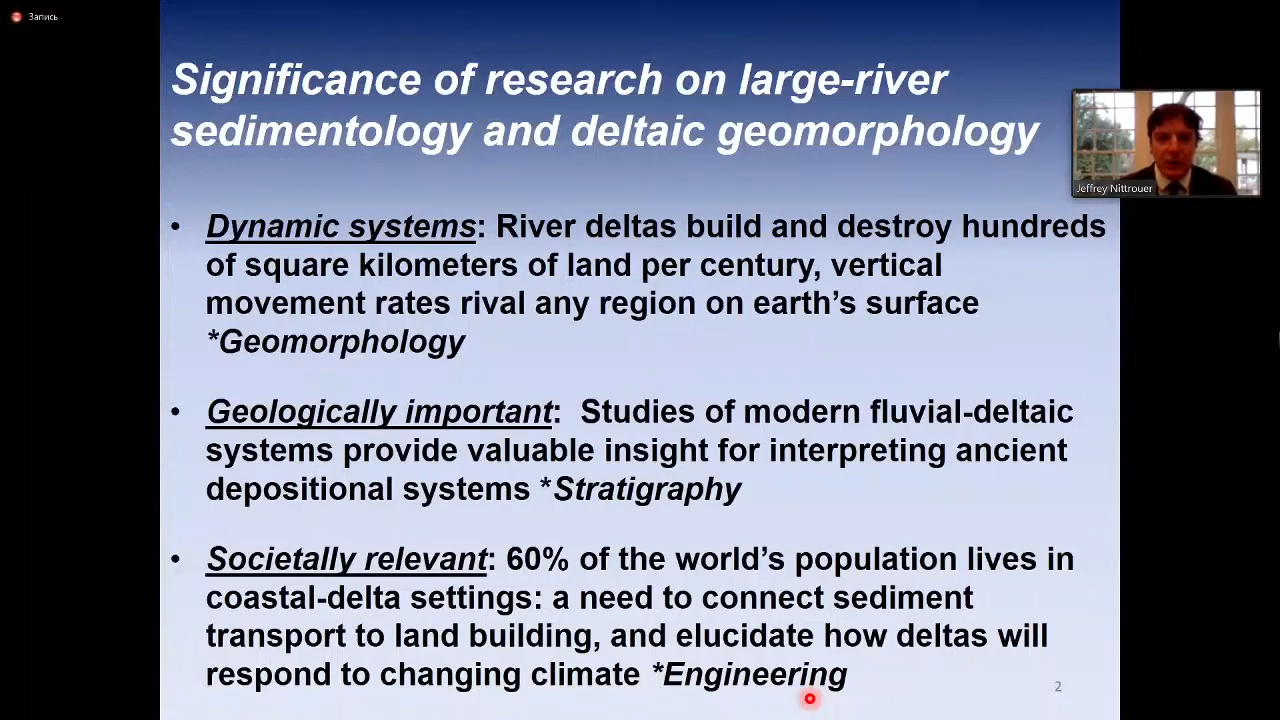 Запись
Significance of research on large-river
sedimentology and deltaic geomorphology
Jeffrey Nittrouer
• Dynamic systems: River deltas build and destroy hundreds
of square kilometers of land per century, vertical
movement rates rival any region on earth’s surface
*Geomorphology
• Geologically important:  Studies of modern fluvial-deltaic
systems provide valuable insight for interpreting ancient
depositional systems *Stratigraphy
• Societally relevant: 60% of the world’s population lives in
coastal-delta settings: a need to connect sediment
transport to land building, and elucidate how deltas will
respond to changing climate *Engineering
2